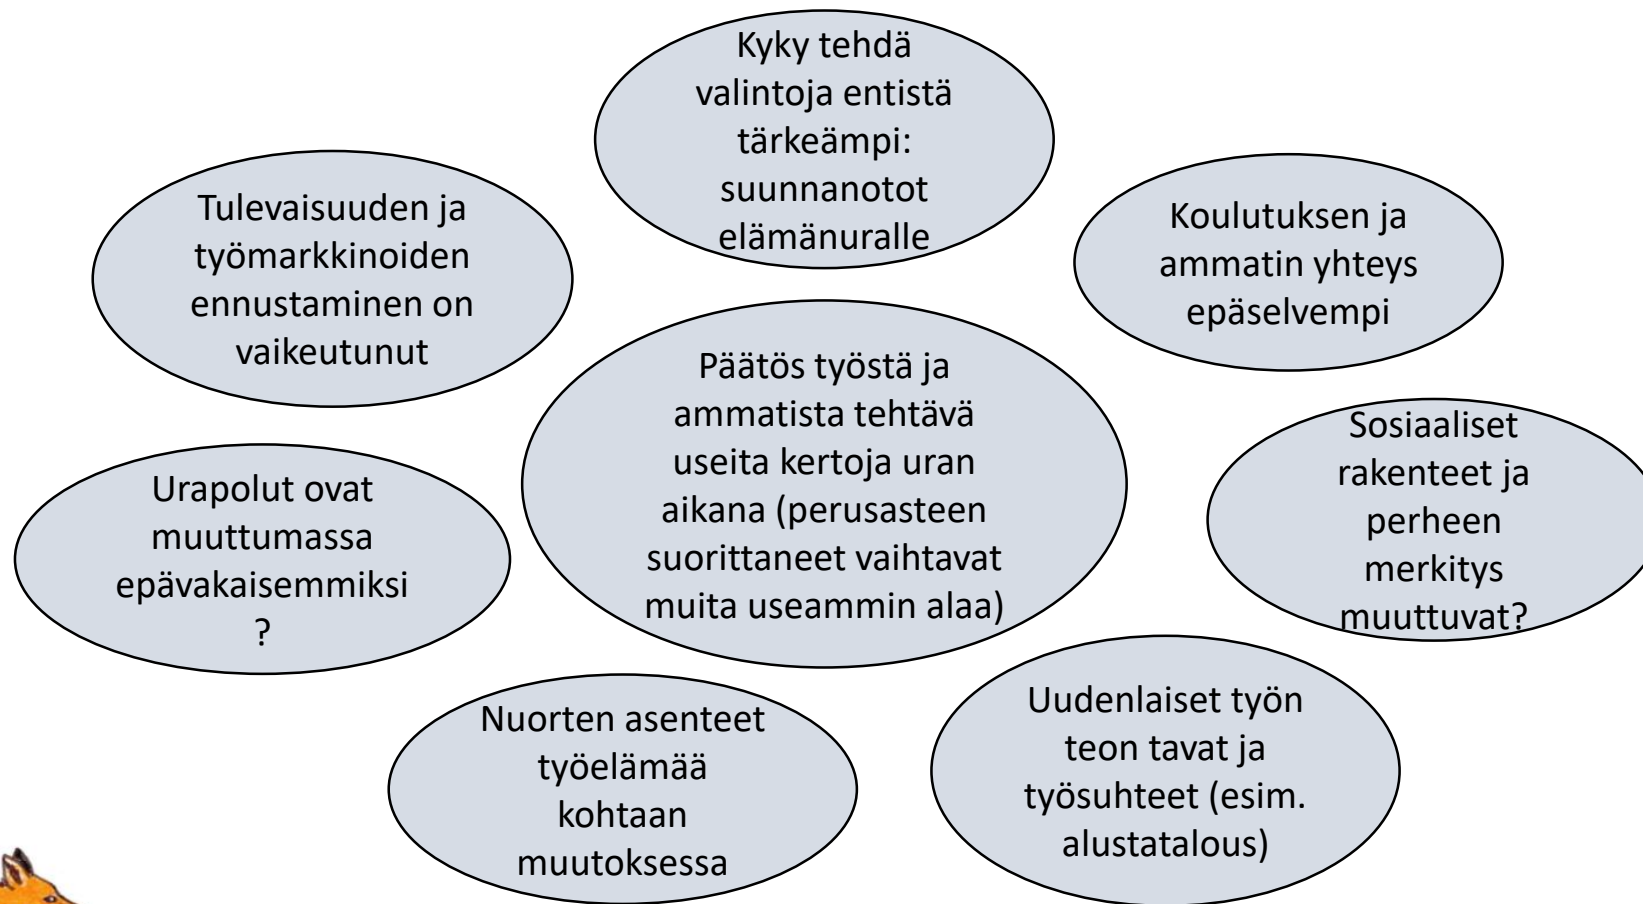 Kyky tehdä
valintoja entistä
tärkeämpi:
suunnanotot
elämänuralle
Tulevaisuuden ja
työmarkkinoiden
ennustaminen on
vaikeutunut
Koulutuksen ja
ammatin yhteys
epäselvempi
Päätös työstä ja
ammatista tehtävä
useita kertoja uran
aikana (perusasteen
suorittaneet vaihtavat
muita useammin alaa)
Sosiaaliset
rakenteet ja
perheen
merkitys
muuttuvat?
Urapolut ovat
muuttumassa
epävakaisemmiksi
?
Nuorten asenteet
työelämää
kohtaan
muutoksessa
Uudenlaiset työn
teon tavat ja
työsuhteet (esim.
alustatalous)